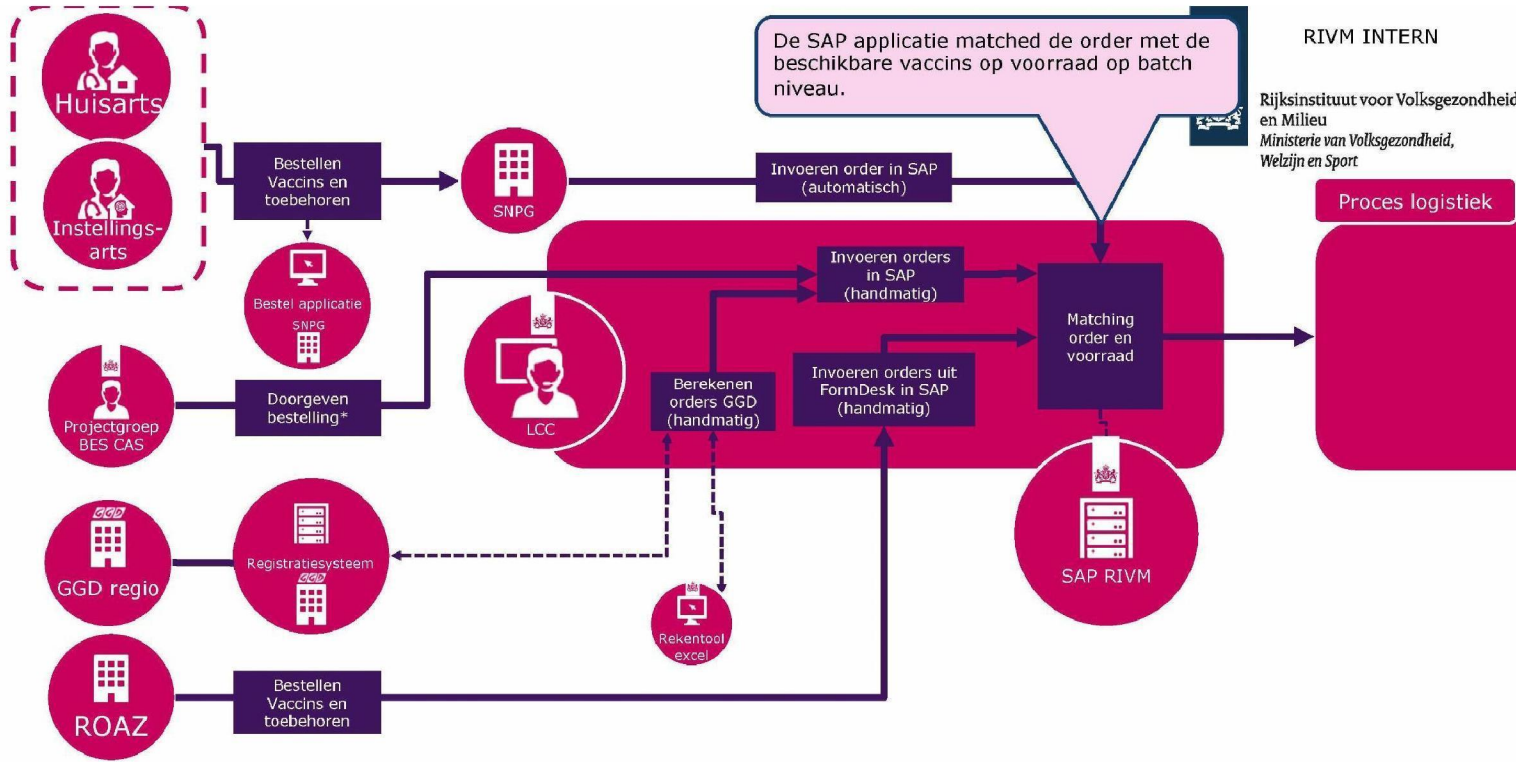 De SAP applicatie matched de order met de
beschikbare vaccins op voorraad op batch
niveau.
RIVM INTERN
Rijksinstituut voor Volksgezondheid
en Milieu
Ministerie van Volksgezondheid,
Welzijn en Sport
Huisarts
Instellings-
arts
Bestellen
Vaccins en
toebehoren
SNPG
Invoeren order in SAP
(automatisch)
Proces logistiek
Bestel applicatie
SNPG
Invoeren orders
in SAP
(handmatig)
Matching
order en
voorraad
Projectgroep
BES CAS
Doorgeven
bestelling*
LCC
Berekenen
orders GGD
(handmatig)
Invoeren orders uit
FormDesk in SAP
(handmatig)
GGD
GGD regio
Registratiesysteem
GGD
SAP RIVM
Rekentool
excel
ROAZ
Bestellen
Vaccins en
toebehoren